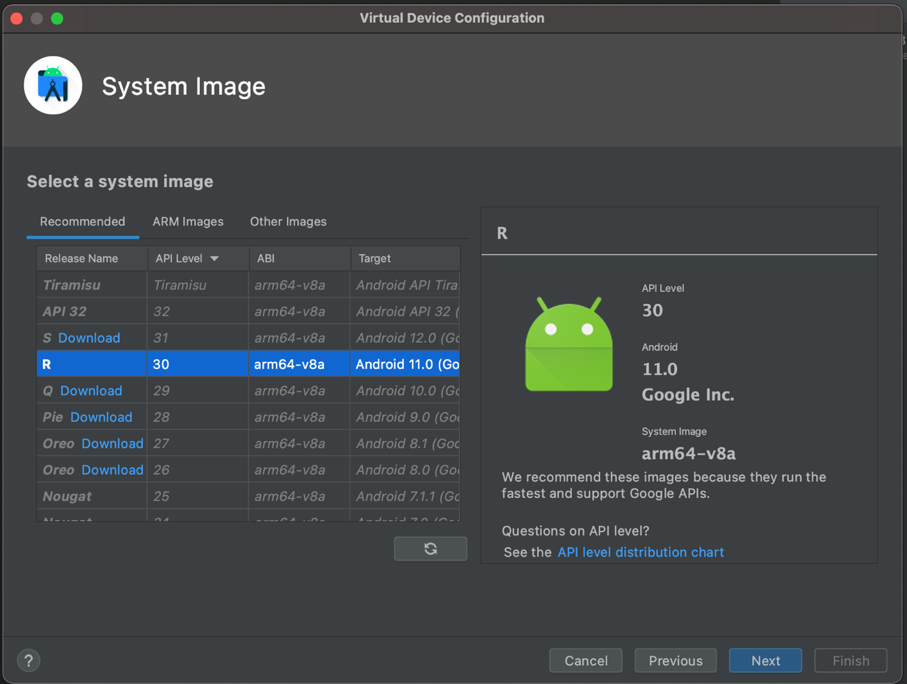 Virtual Device Configuration
System Image
Select a system image
Recommended ARM Images Other Images
Release Name API Level ABI Target
Tiramisu Tiramisu arm64-v8a Android API Tira
API 32 32 arm64-v8a Android API 32 (
S Download 31 arm64-v8a Android 12.0 (Go
R 30 arm64-v8a Android 11.0 (Go
Q Download 29 arm64-v8a Android 10.0 (Go
Pie Download 28 arm64-v8a Android 9.0 (Goo
Oreo Download 27 arm64-v8a Android 8.1 (Goo
Oreo Download 26 arm64-v8a Android 8.0 (Go
Nougat 25 arm64-v8a Android 7.1.1 (Go
R
API Level
30
Android
11.0
Google Inc.
System Image
arm64-v8a
We recommend these images because they run the
fastest and support Google APIs.
Questions on API level?
See the API level distribution chart
? Cancel Previous Next Finish